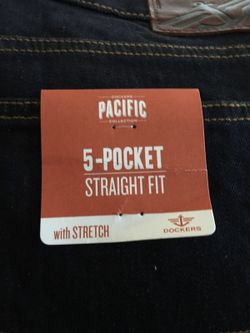 DOCKERS
PACIFIC
COLLECTION
5-POCKET
STRAIGHT FIT
with STRETCH
DOCKERS